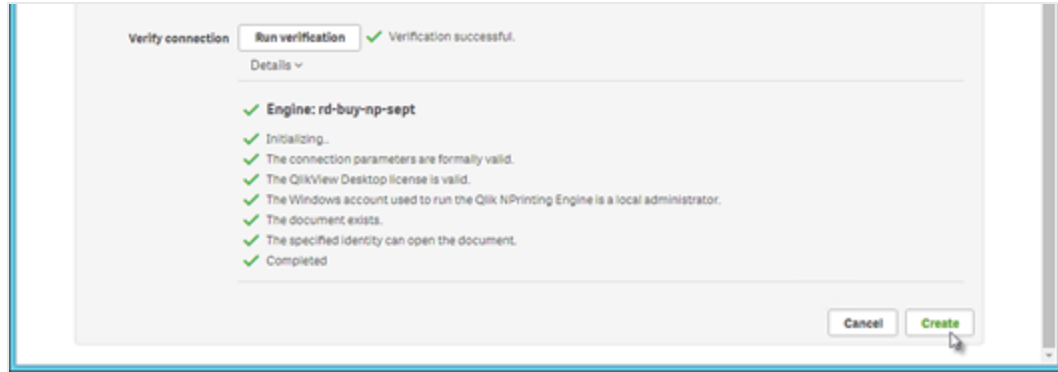 Verify connection Run verification Verification successful.
Details
Engine: rd-buy-np-sept
Initializing..
The connection parameters are formally valid.
The QlikView Desktop license is valid.
The Windows account used to run the Qlik NPrinting Engine is a local administrator.
The document exists.
The specified identity can open the document.
Completed
Cancel Create